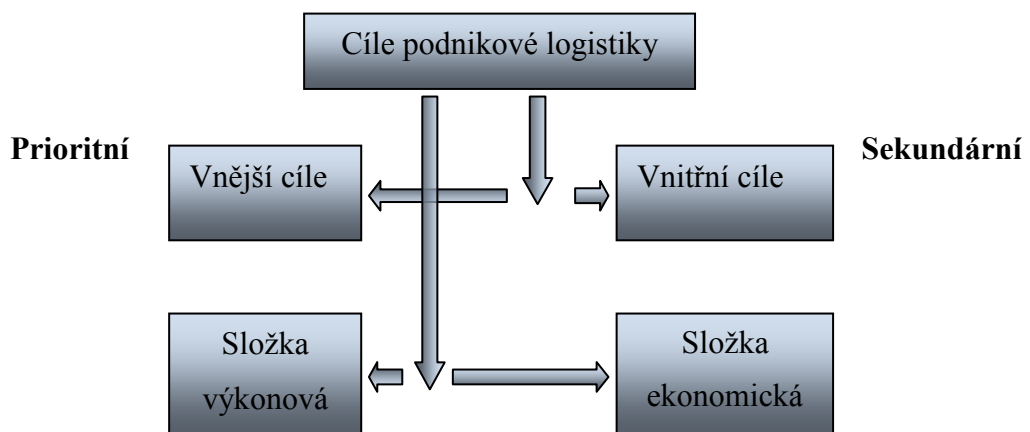 Cíle podnikové logistiky
Prioritní
Sekundární
Vnější cíle
Vnitřní cíle
Složka
výkonová
Složka
ekonomická